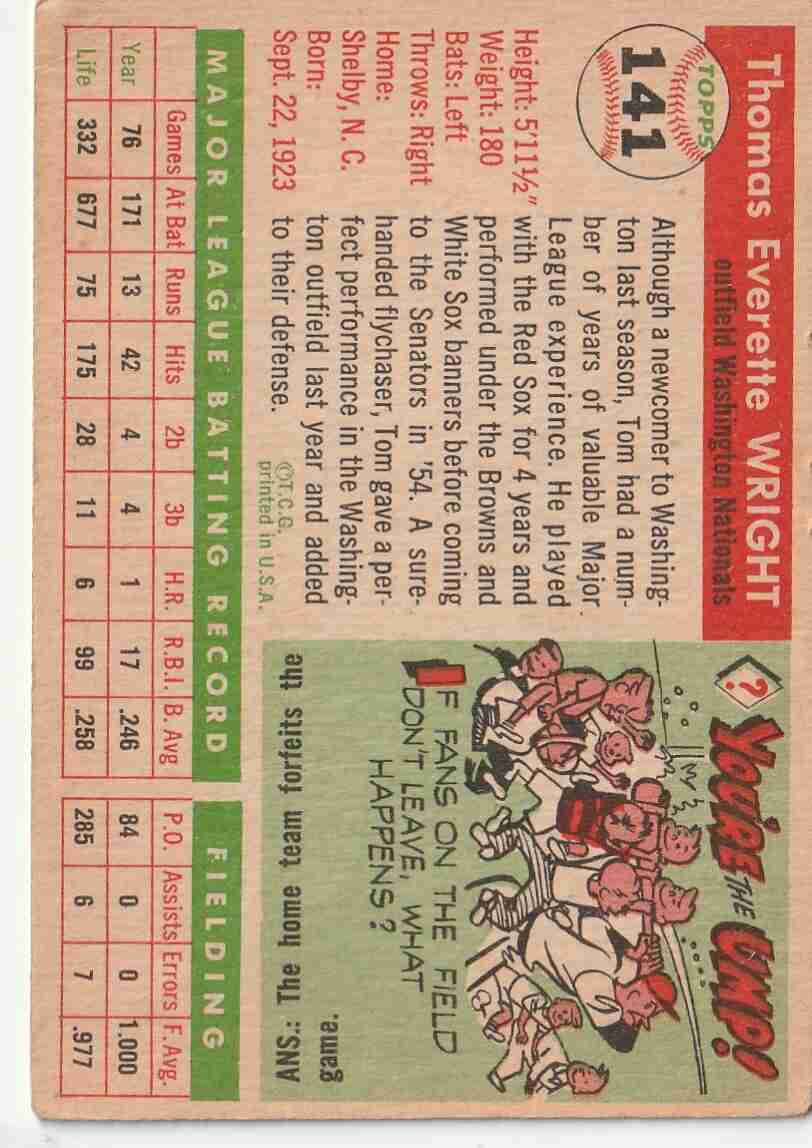 TOPPS
141
Thomas Everette WRIGHT
outfield Washington Nationals
Height: 5'11½"
Weight: 180
Bats: Left
Throws: Right
Home:
Shelby, N. C.
Born:
Sept. 22, 1923
Although a newcomer to Washing-
ton last season, Tom had a num-
ber of years of valuable Major
League experience. He played
with the Red Sox for 4 years and
performed under the Browns and
White Sox banners before coming
to the Senators in '54. A sure-
handed flychaser, Tom gave a per-
fect performance in the Washing-
ton outfield last year and added
to their defense.
©T.C.G.
printed in U.S.A.
?
YOU'RE THE UMP!
IF FANS ON THE FIELD
DON'T LEAVE, WHAT
HAPPENS?
ANS.: The home team forfeits the
game.
MAJOR LEAGUE BATTING RECORD
Games At Bat Runs Hits 2b 3b H.R. R.B.I. B. Avg
Year 76 171 13 42 4 4 1 17 .246
Life 332 677 75 175 28 11 6 99 .258
FIELDING
P.O. Assists Errors F. Avg.
84 0 0 1.000
285 6 7 .977